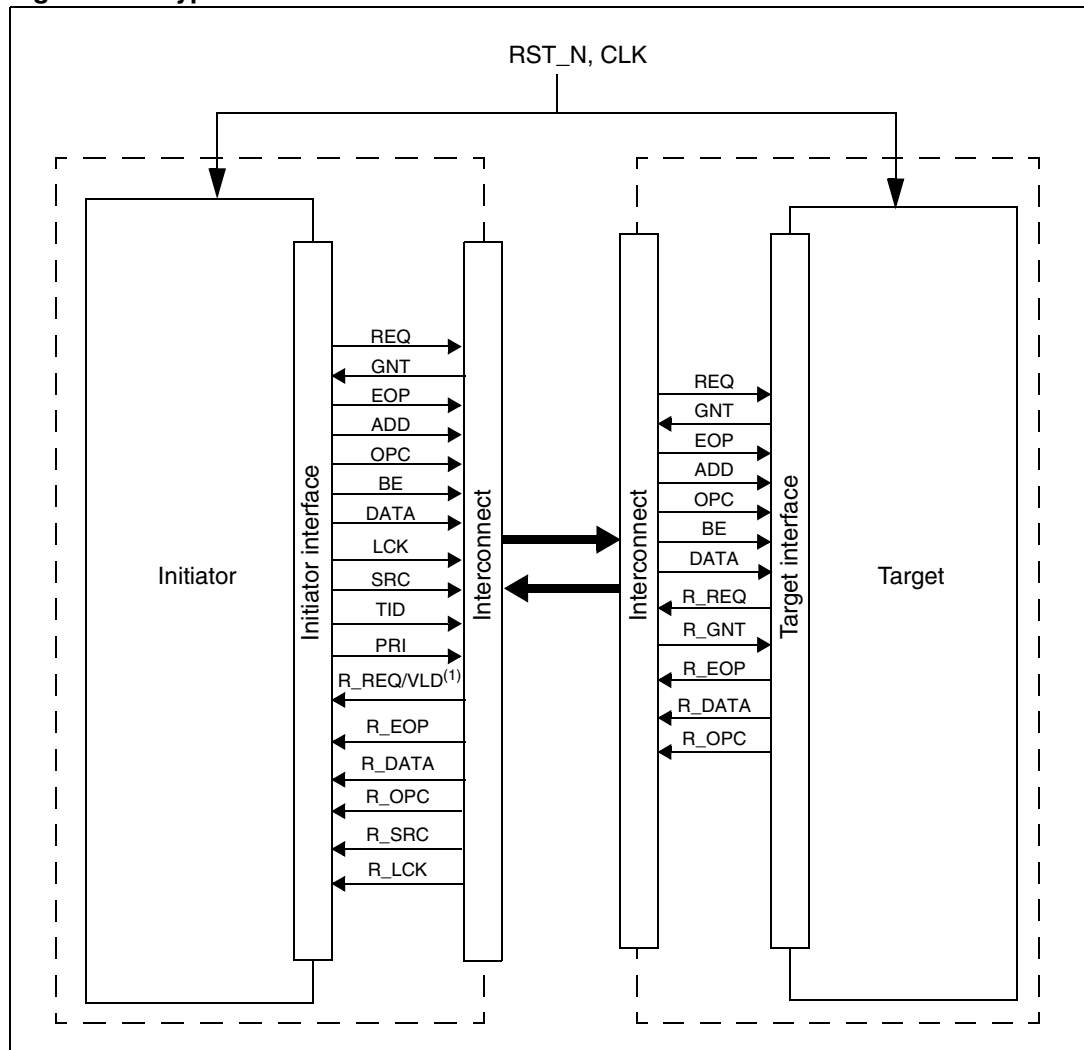 RST_N, CLK
Initiator
Initiator interface
REQ
GNT
EOP
ADD
OPC
BE
DATA
LCK
SRC
TID
PRI
R_REQ/VLD(1)
R_EOP
R_DATA
R_OPC
R_SRC
R_LCK
Interconnect
Interconnect
REQ
GNT
EOP
ADD
OPC
BE
DATA
R_REQ
R_GNT
R_EOP
R_DATA
R_OPC
Target interface
Target